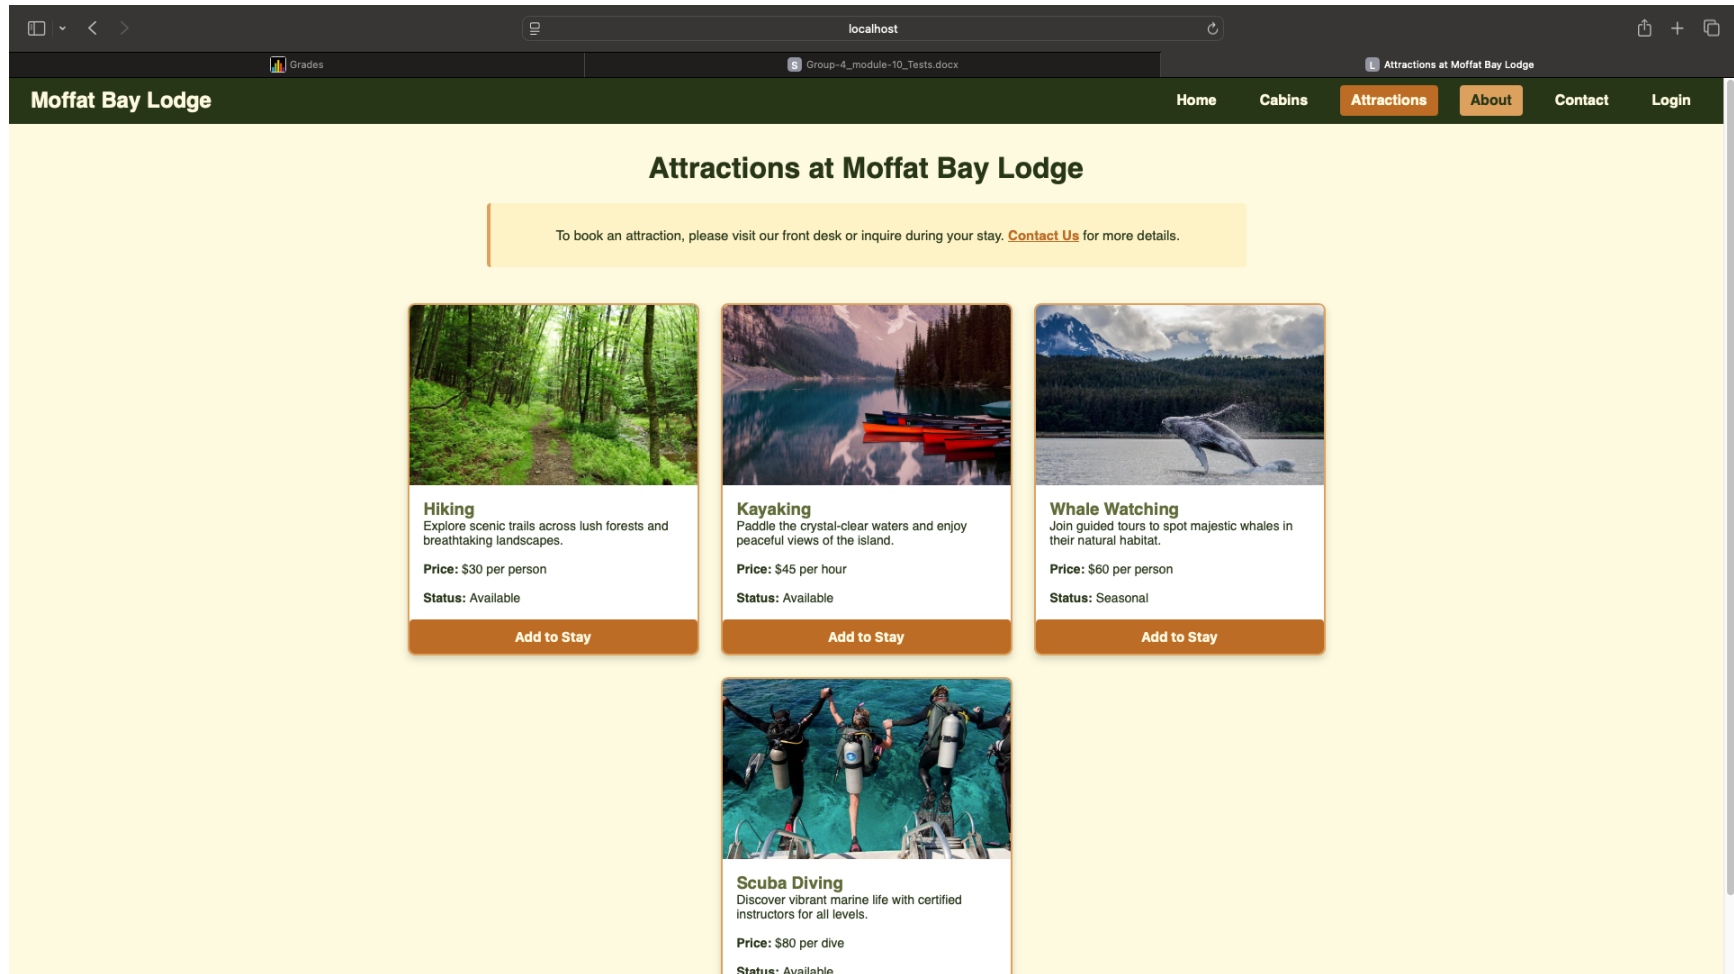 localhost
Grades
S Group-4_module-10_Tests.docx
L Attractions at Moffat Bay Lodge
Moffat Bay Lodge
Home Cabins Attractions About Contact Login
Attractions at Moffat Bay Lodge
To book an attraction, please visit our front desk or inquire during your stay. Contact Us for more details.
Hiking
Explore scenic trails across lush forests and
breathtaking landscapes.
Price: $30 per person
Status: Available
Add to Stay
Kayaking
Paddle the crystal-clear waters and enjoy
peaceful views of the island.
Price: $45 per hour
Status: Available
Add to Stay
Whale Watching
Join guided tours to spot majestic whales in
their natural habitat.
Price: $60 per person
Status: Seasonal
Add to Stay
Scuba Diving
Discover vibrant marine life with certified
instructors for all levels.
Price: $80 per dive
Status: Available